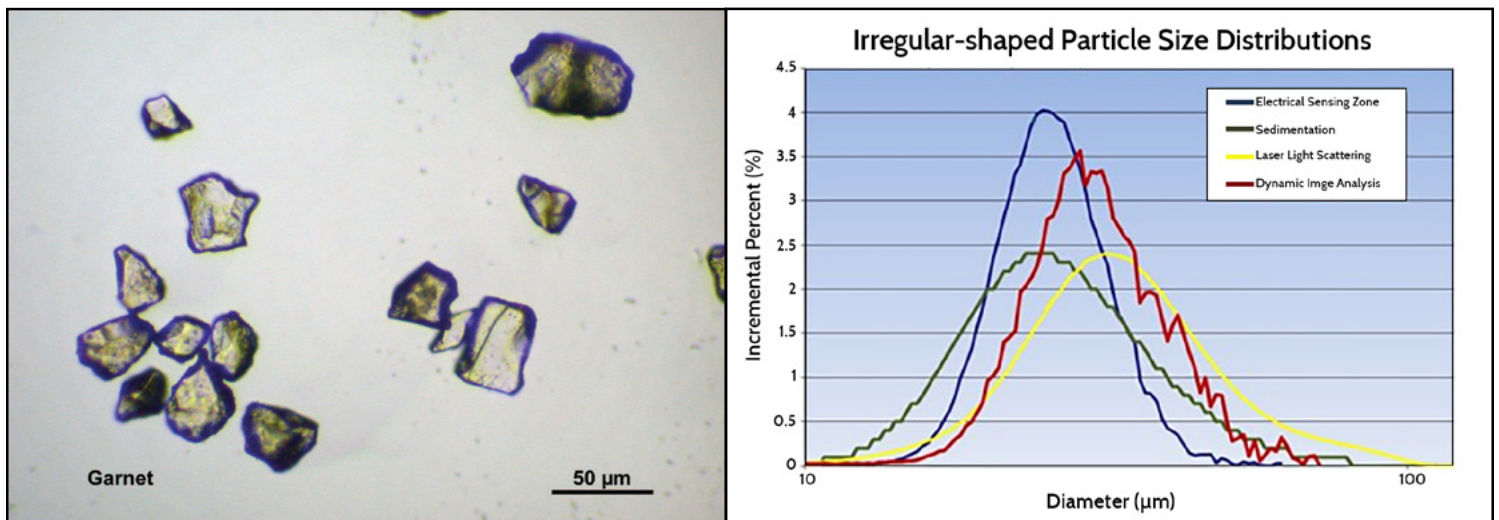 Garnet
50 µm
Irregular-shaped Particle Size Distributions
Incremental Percent (%)
4.5
4
3.5
3
2.5
2
1.5
1
0.5
0
10
100
Diameter (µm)
Electrical Sensing Zone
Sedimentation
Laser Light Scattering
Dynamic Imge Analysis